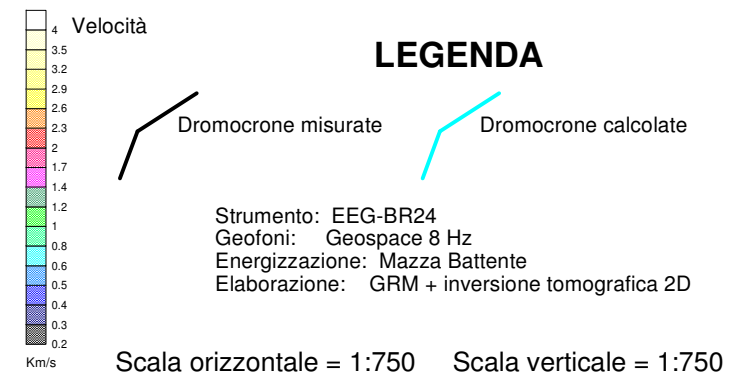 Velocità
4
3.5
3.2
2.9
2.6
2.3
2
1.7
1.4
1.2
1
0.8
0.6
0.5
0.4
0.3
0.2
Km/s
LEGENDA
Dromocrone misurate
Dromocrone calcolate
Strumento: EEG-BR24
Geofoni: Geospace 8 Hz
Energizzazione: Mazza Battente
Elaborazione: GRM + inversione tomografica 2D
Scala orizzontale = 1:750 Scala verticale = 1:750